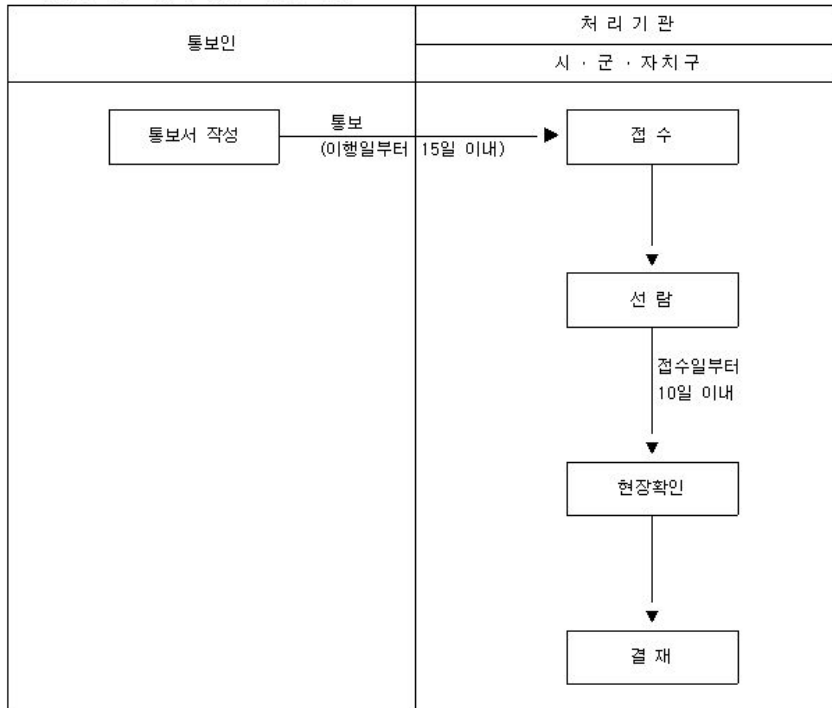 통보인
처 리 기 관
시 · 군 · 자치구
통보서 작성
통보
(이행일부터 15일 이내)
접 수
선 람
접수일부터
10일 이내
현장확인
결 재